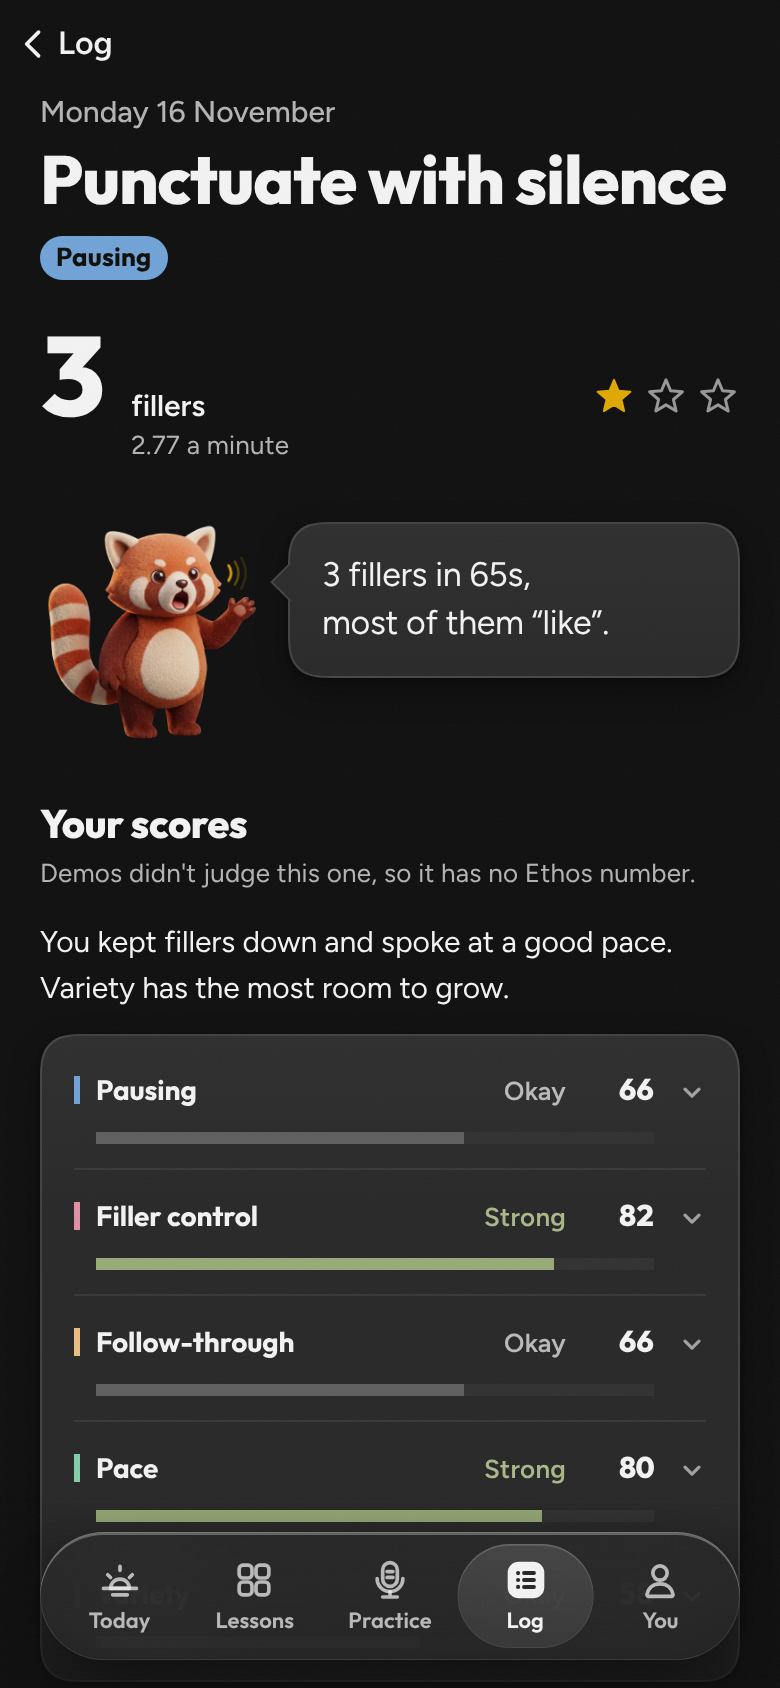 Log
Monday 16 November
Punctuate with silence
Pausing
3
fillers
2.77 a minute
3 fillers in 65s,
most of them “like”.
Your scores
Demos didn't judge this one, so it has no Ethos number.
You kept fillers down and spoke at a good pace.
Variety has the most room to grow.
Pausing Okay 66
Filler control Strong 82
Follow-through Okay 66
Pace Strong 80
Variety
Today Lessons Practice Log You